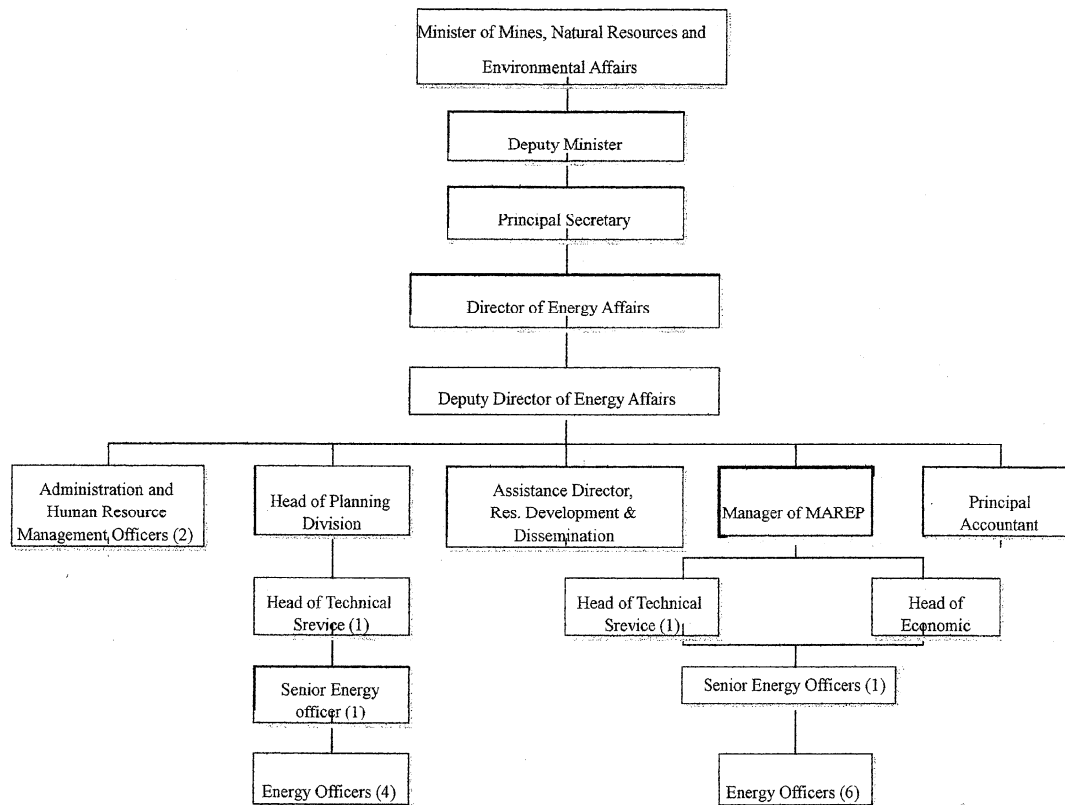 Minister of Mines, Natural Resources and
Environmental Affairs
Deputy Minister
Principal Secretary
Director of Energy Affairs
Deputy Director of Energy Affairs
Administration and
Human Resource
Management Officers (2)
Head of Planning
Division
Assistance Director,
Res. Development &
Dissemination
Manager of MAREP
Principal
Accountant
Head of Technical
Srevice (1)
Head of Technical
Srevice (1)
Head of
Economic
Senior Energy
officer (1)
Senior Energy Officers (1)
Energy Officers (4)
Energy Officers (6)